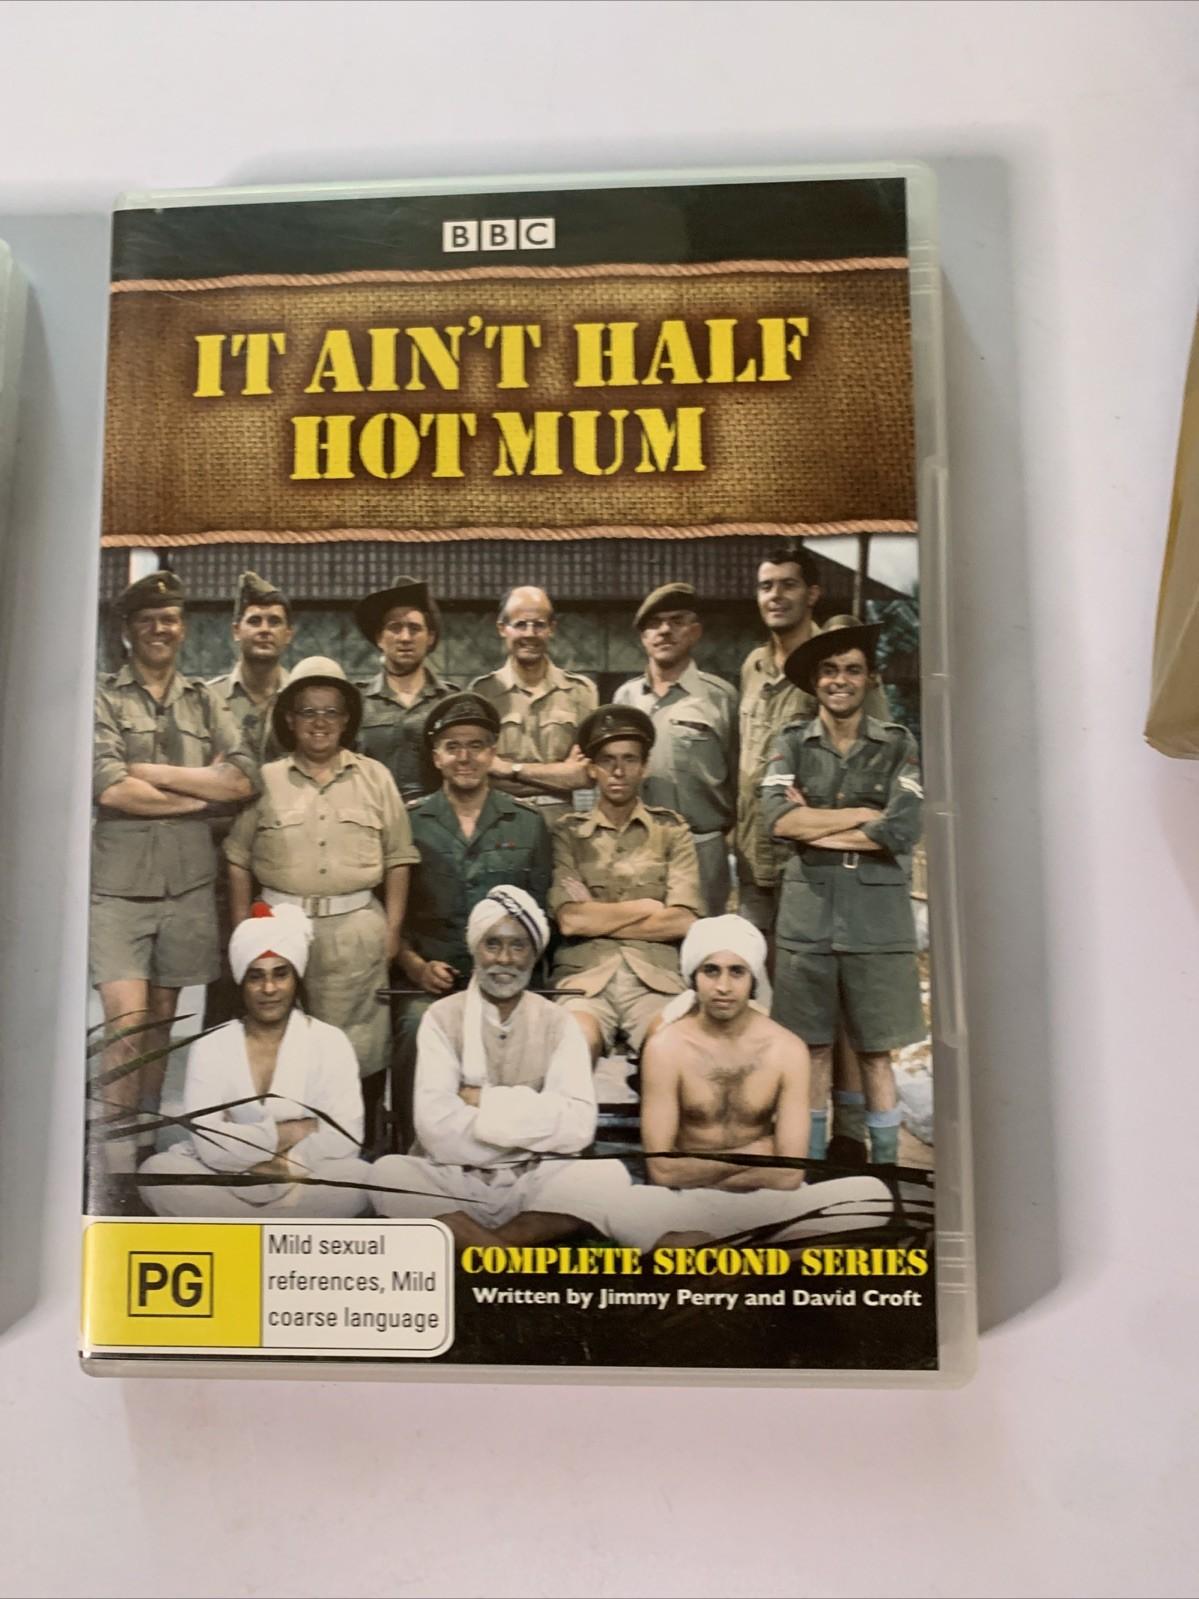 BBC
IT AIN'T HALF
HOT MUM
PG
Mild sexual
references, Mild
coarse language
COMPLETE SECOND SERIES
Written by Jimmy Perry and David Croft